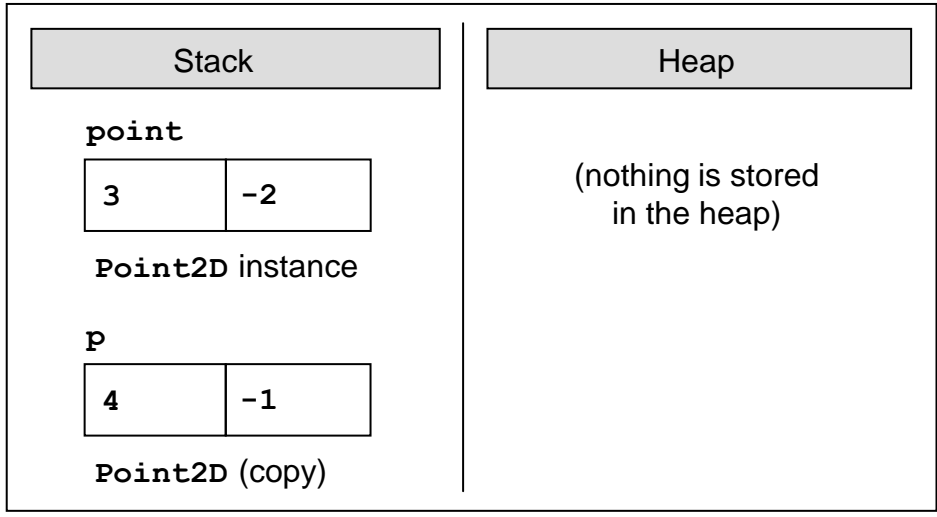 Stack
point
3 -2
Point2D instance
p
4 -1
Point2D (copy)
Heap
(nothing is stored
in the heap)